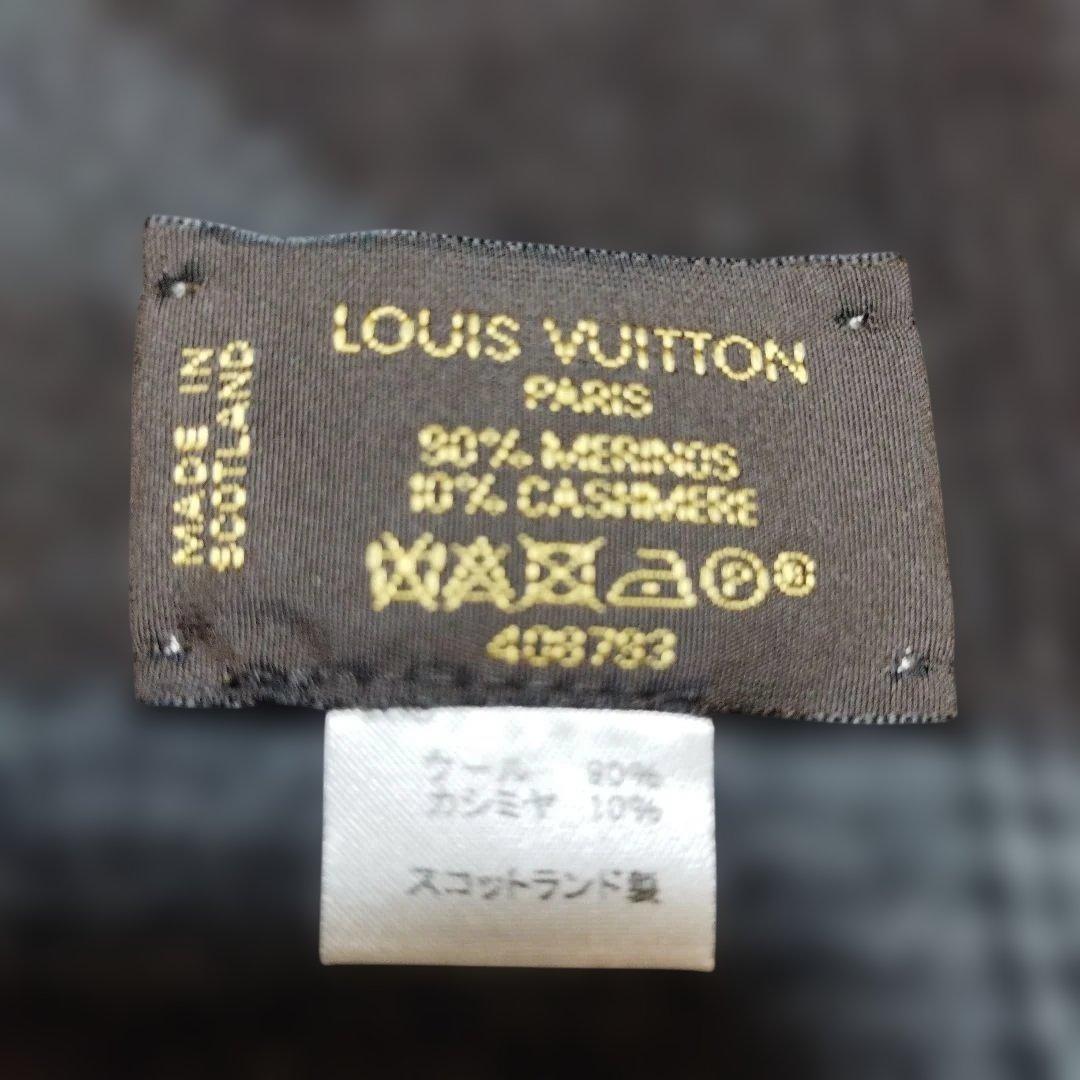 LOUIS VUITTON
PARIS
90% MERINOS
10% CASHMERE
P
408793
MADE IN
SCOTLAND
ウール 90%
カシミヤ 10%
スコットランド製